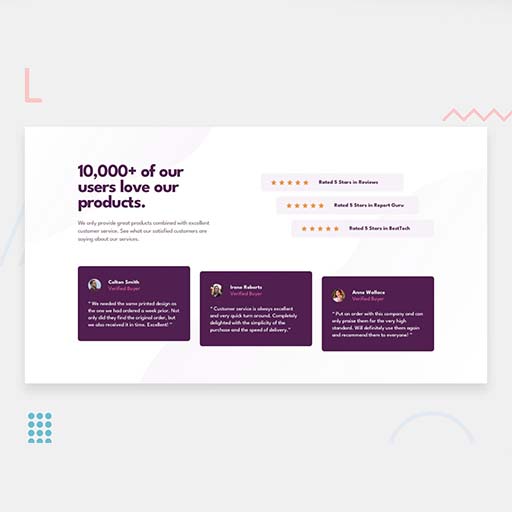 10,000+ of our
users love our
products.
We only provide great products combined with excellent
customer service. See what our satisfied customers are
saying about our services.
Rated 5 Stars in Reviews
Rated 5 Stars in Report Guru
Rated 5 Stars in BestTech
Colton Smith
Verified Buyer
" We needed the same printed design as
the one we had ordered a week prior. Not
only did they find the original order, but
we also received it in time. Excellent! "
Irene Roberts
Verified Buyer
" Customer service is always excellent
and very quick turn around. Completely
delighted with the simplicity of the
purchase and the speed of delivery. "
Anne Wallace
Verified Buyer
" Put an order with this company and can
only praise them for the very high
standard. Will definitely use them again
and recommend them to everyone! "